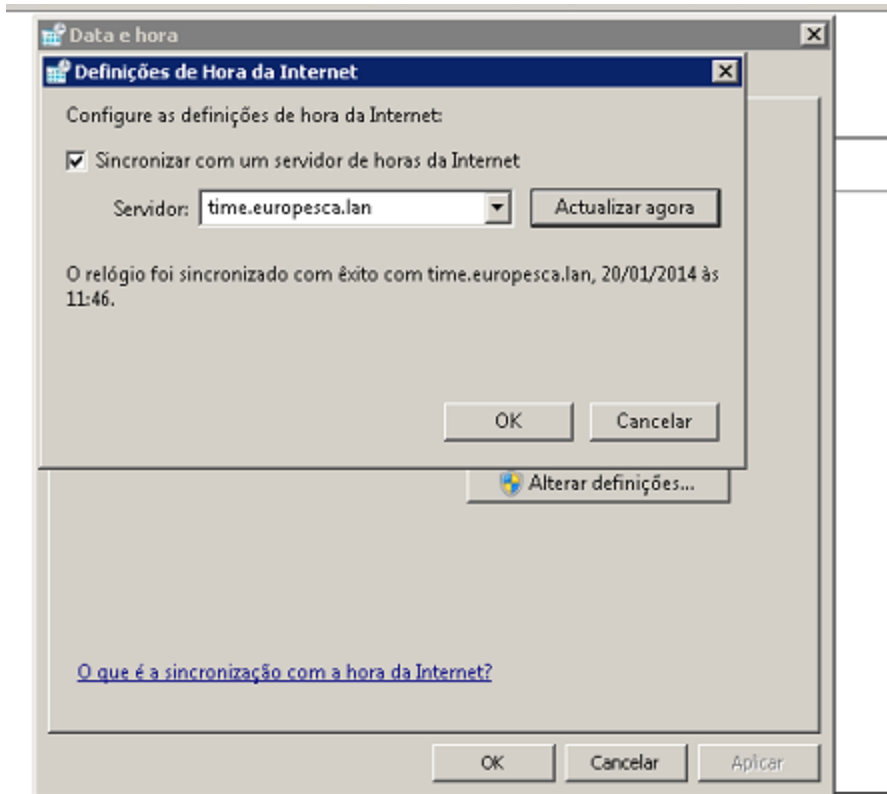 Data e hora
Definições de Hora da Internet
Configure as definições de hora da Internet:
Sincronizar com um servidor de horas da Internet
Servidor: time.europesca.lan Actualizar agora
O relógio foi sincronizado com êxito com time.europesca.lan, 20/01/2014 às
11:46.
OK Cancelar
Alterar definições...
O que é a sincronização com a hora da Internet?
OK Cancelar Aplicar